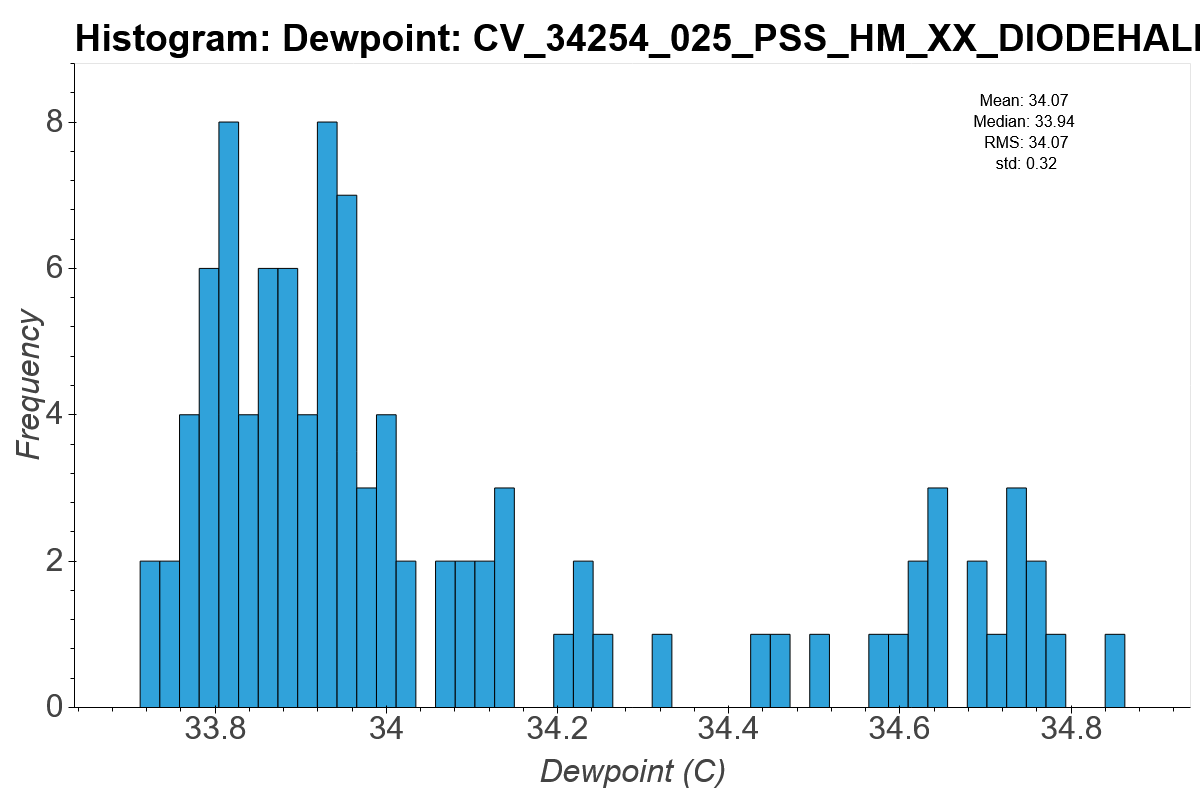 Histogram: Dewpoint: CV_34254_025_PSS_HM_XX_DIODEHALL
Mean: 34.07
Median: 33.94
RMS: 34.07
std: 0.32
Frequency
8
6
4
2
0
33.8 34 34.2 34.4 34.6 34.8
Dewpoint (C)